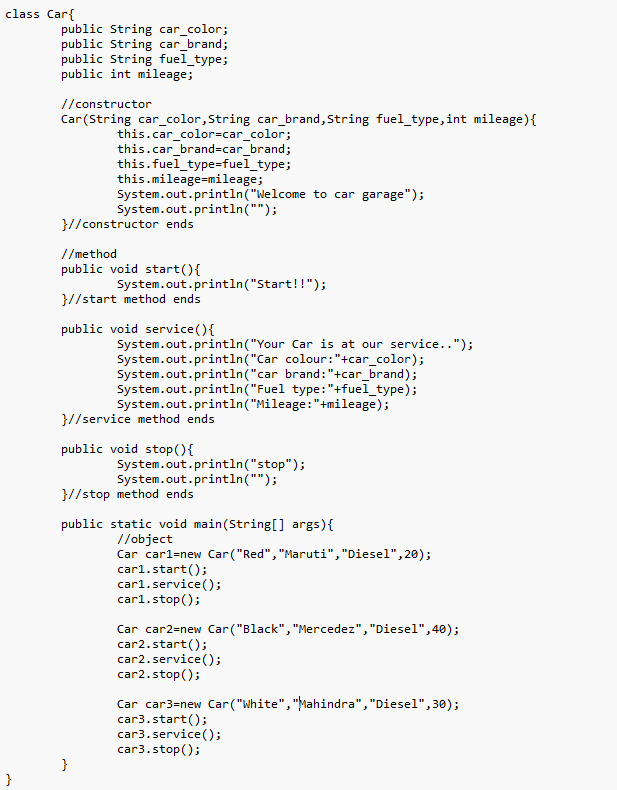 class Car{
        public String car_color;
        public String car_brand;
        public String fuel_type;
        public int mileage;

        //constructor
        Car(String car_color,String car_brand,String fuel_type,int mileage){
                this.car_color=car_color;
                this.car_brand=car_brand;
                this.fuel_type=fuel_type;
                this.mileage=mileage;
                System.out.println("Welcome to car garage");
                System.out.println("");
        }//constructor ends

        //method
        public void start(){
                System.out.println("Start!!");
        }//start method ends

        public void service(){
                System.out.println("Your Car is at our service..");
                System.out.println("Car colour:"+car_color);
                System.out.println("car brand:"+car_brand);
                System.out.println("Fuel type:"+fuel_type);
                System.out.println("Mileage:"+mileage);
        }//service method ends

        public void stop(){
                System.out.println("stop");
                System.out.println("");
        }//stop method ends

        public static void main(String[] args){
                //object
                Car car1=new Car("Red","Maruti","Diesel",20);
                car1.start();
                car1.service();
                car1.stop();

                Car car2=new Car("Black","Mercedez","Diesel",40);
                car2.start();
                car2.service();
                car2.stop();

                Car car3=new Car("White","Mahindra","Diesel",30);
                car3.start();
                car3.service();
                car3.stop();
        }
}